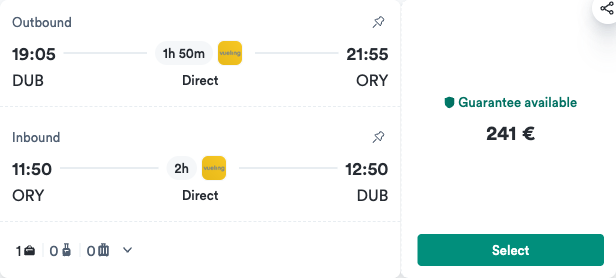 Outbound
19:05 1h 50m vueling 21:55
DUB Direct ORY
Inbound
11:50 2h vueling 12:50
ORY Direct DUB
1 0 0
Guarantee available
241 €
Select